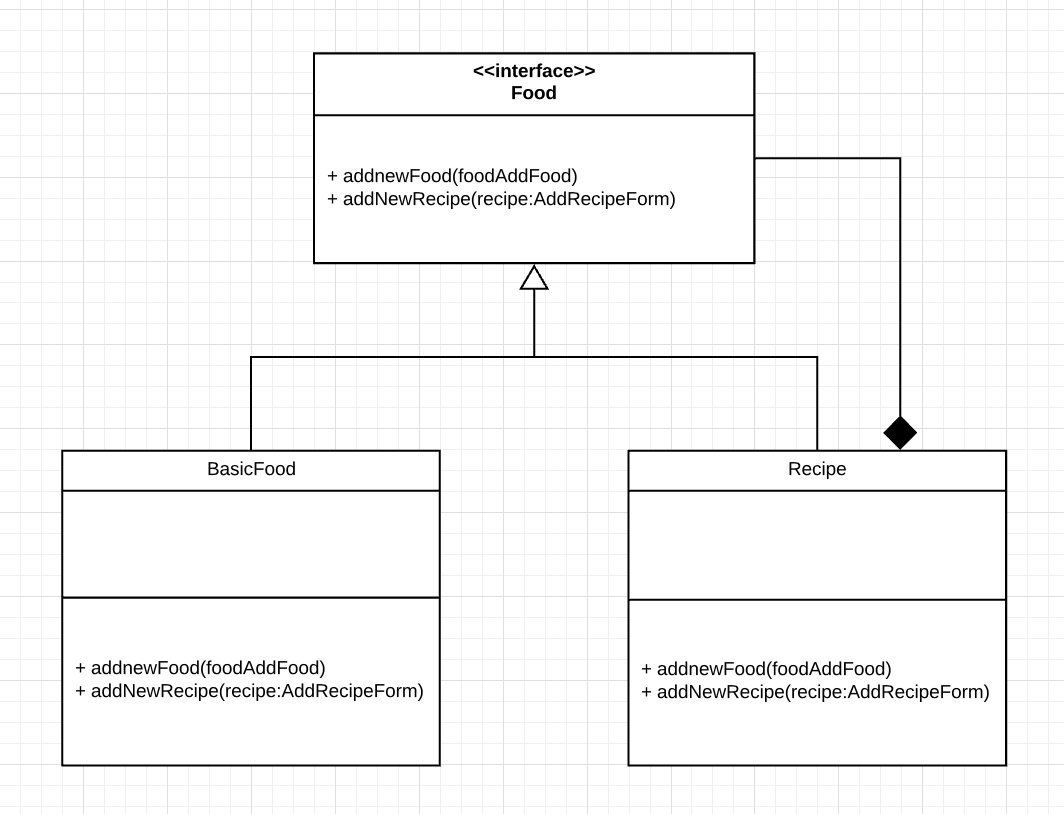 <<interface>>
Food
+ addnewFood(foodAddFood)
+ addNewRecipe(recipe:AddRecipeForm)
BasicFood
+ addnewFood(foodAddFood)
+ addNewRecipe(recipe:AddRecipeForm)
Recipe
+ addnewFood(foodAddFood)
+ addNewRecipe(recipe:AddRecipeForm)